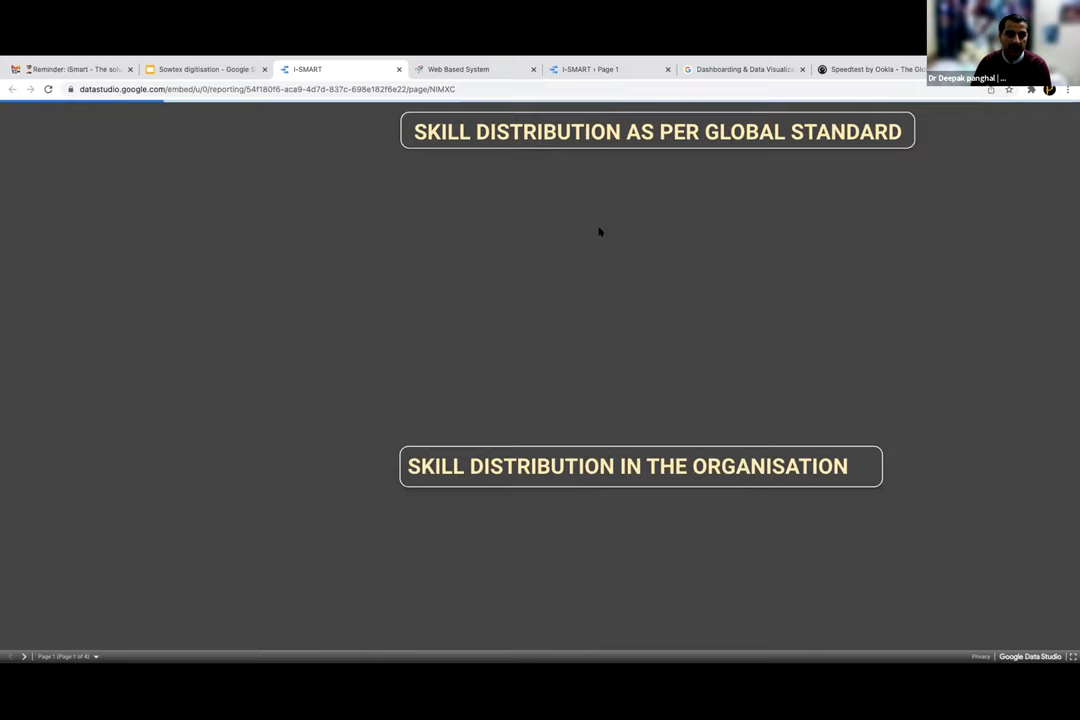 Dr Deepak panghal | ...
Reminder: iSmart - The solu
Sowtex digitisation - Google S
I-SMART
Web Based System
I-SMART › Page 1
Dashboarding & Data Visualiza
Speedtest by Ookla - The Glo
datastudio.google.com/embed/u/0/reporting/54f180f6-aca9-4d7d-837c-698e182f6e22/page/NIMXC
SKILL DISTRIBUTION AS PER GLOBAL STANDARD
SKILL DISTRIBUTION IN THE ORGANISATION
Page 1 (Page 1 of 4)
Privacy
Google Data Studio